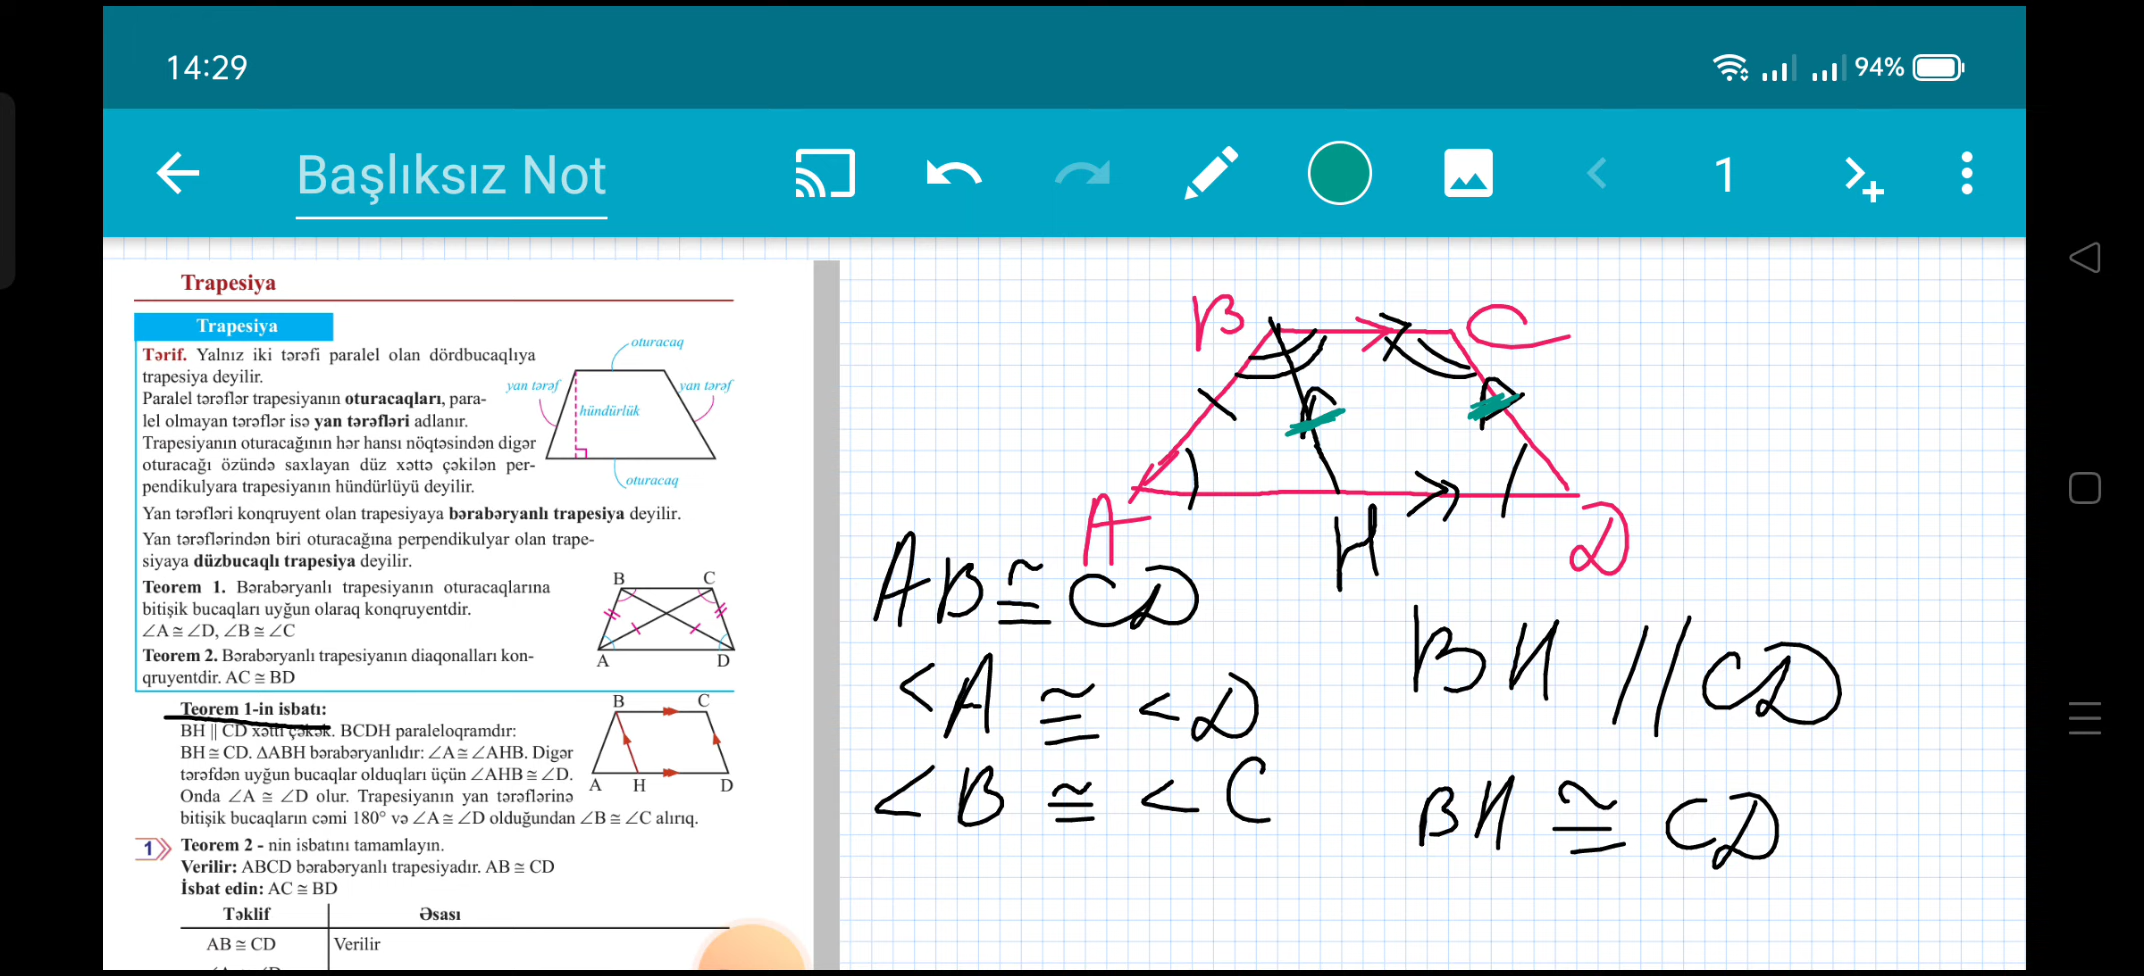 14:29
94%
Başlıksız Not
1
Trapesiya
Trapesiya
Tərif. Yalnız iki tərəfi paralel olan dördbucaqlıya
trapesiya deyilir.
Paralel tərəflər trapesiyanın oturacaqları, para-
lel olmayan tərəflər isə yan tərəfləri adlanır.
Trapesiyanın oturacağının hər hansı nöqtəsindən digər
oturacağı özündə saxlayan düz xəttə çəkilən per-
pendikulyara trapesiyanın hündürlüyü deyilir.
oturacaq
yan tərəf
yan tərəf
hündürlük
oturacaq
Yan tərəfləri konqruyent olan trapesiyaya bərabəryanlı trapesiya deyilir.
Yan tərəflərindən biri oturacağına perpendikulyar olan trape-
siyaya düzbucaqlı trapesiya deyilir.
Teorem 1. Bərabəryanlı trapesiyanın oturacaqlarına
bitişik bucaqları uyğun olaraq konqruyentdir.
∠A ≅ ∠D, ∠B ≅ ∠C
Teorem 2. Bərabəryanlı trapesiyanın diaqonalları kon-
qruyentdir. AC ≅ BD
B C
A D
Teorem 1-in isbatı:
BH || CD xətti çəkək. BCDH paraleloqramdır:
BH ≅ CD. ΔABH bərabəryanlıdır: ∠A ≅ ∠AHB. Digər
tərəfdən uyğun bucaqlar olduqları üçün ∠AHB ≅ ∠D.
Onda ∠A ≅ ∠D olur. Trapesiyanın yan tərəflərinə
bitişik bucaqların cəmi 180° və ∠A ≅ ∠D olduğundan ∠B ≅ ∠C alırıq.
B C
A H D
1 Teorem 2 - nin isbatını tamamlayın.
Verilir: ABCD bərabəryanlı trapesiyadır. AB ≅ CD
İsbat edin: AC ≅ BD
Təklif Əsası
AB ≅ CD Verilir
B C
A H D
AB ≅ CD
<A ≅ <D
<B ≅ <C
BH // CD
BH ≅ CD